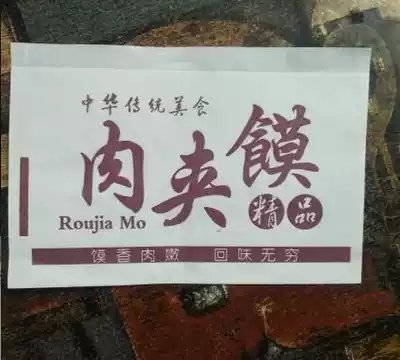 中华传统美食
肉夹馍
Roujia Mo
精品
馍香肉嫩 回味无穷